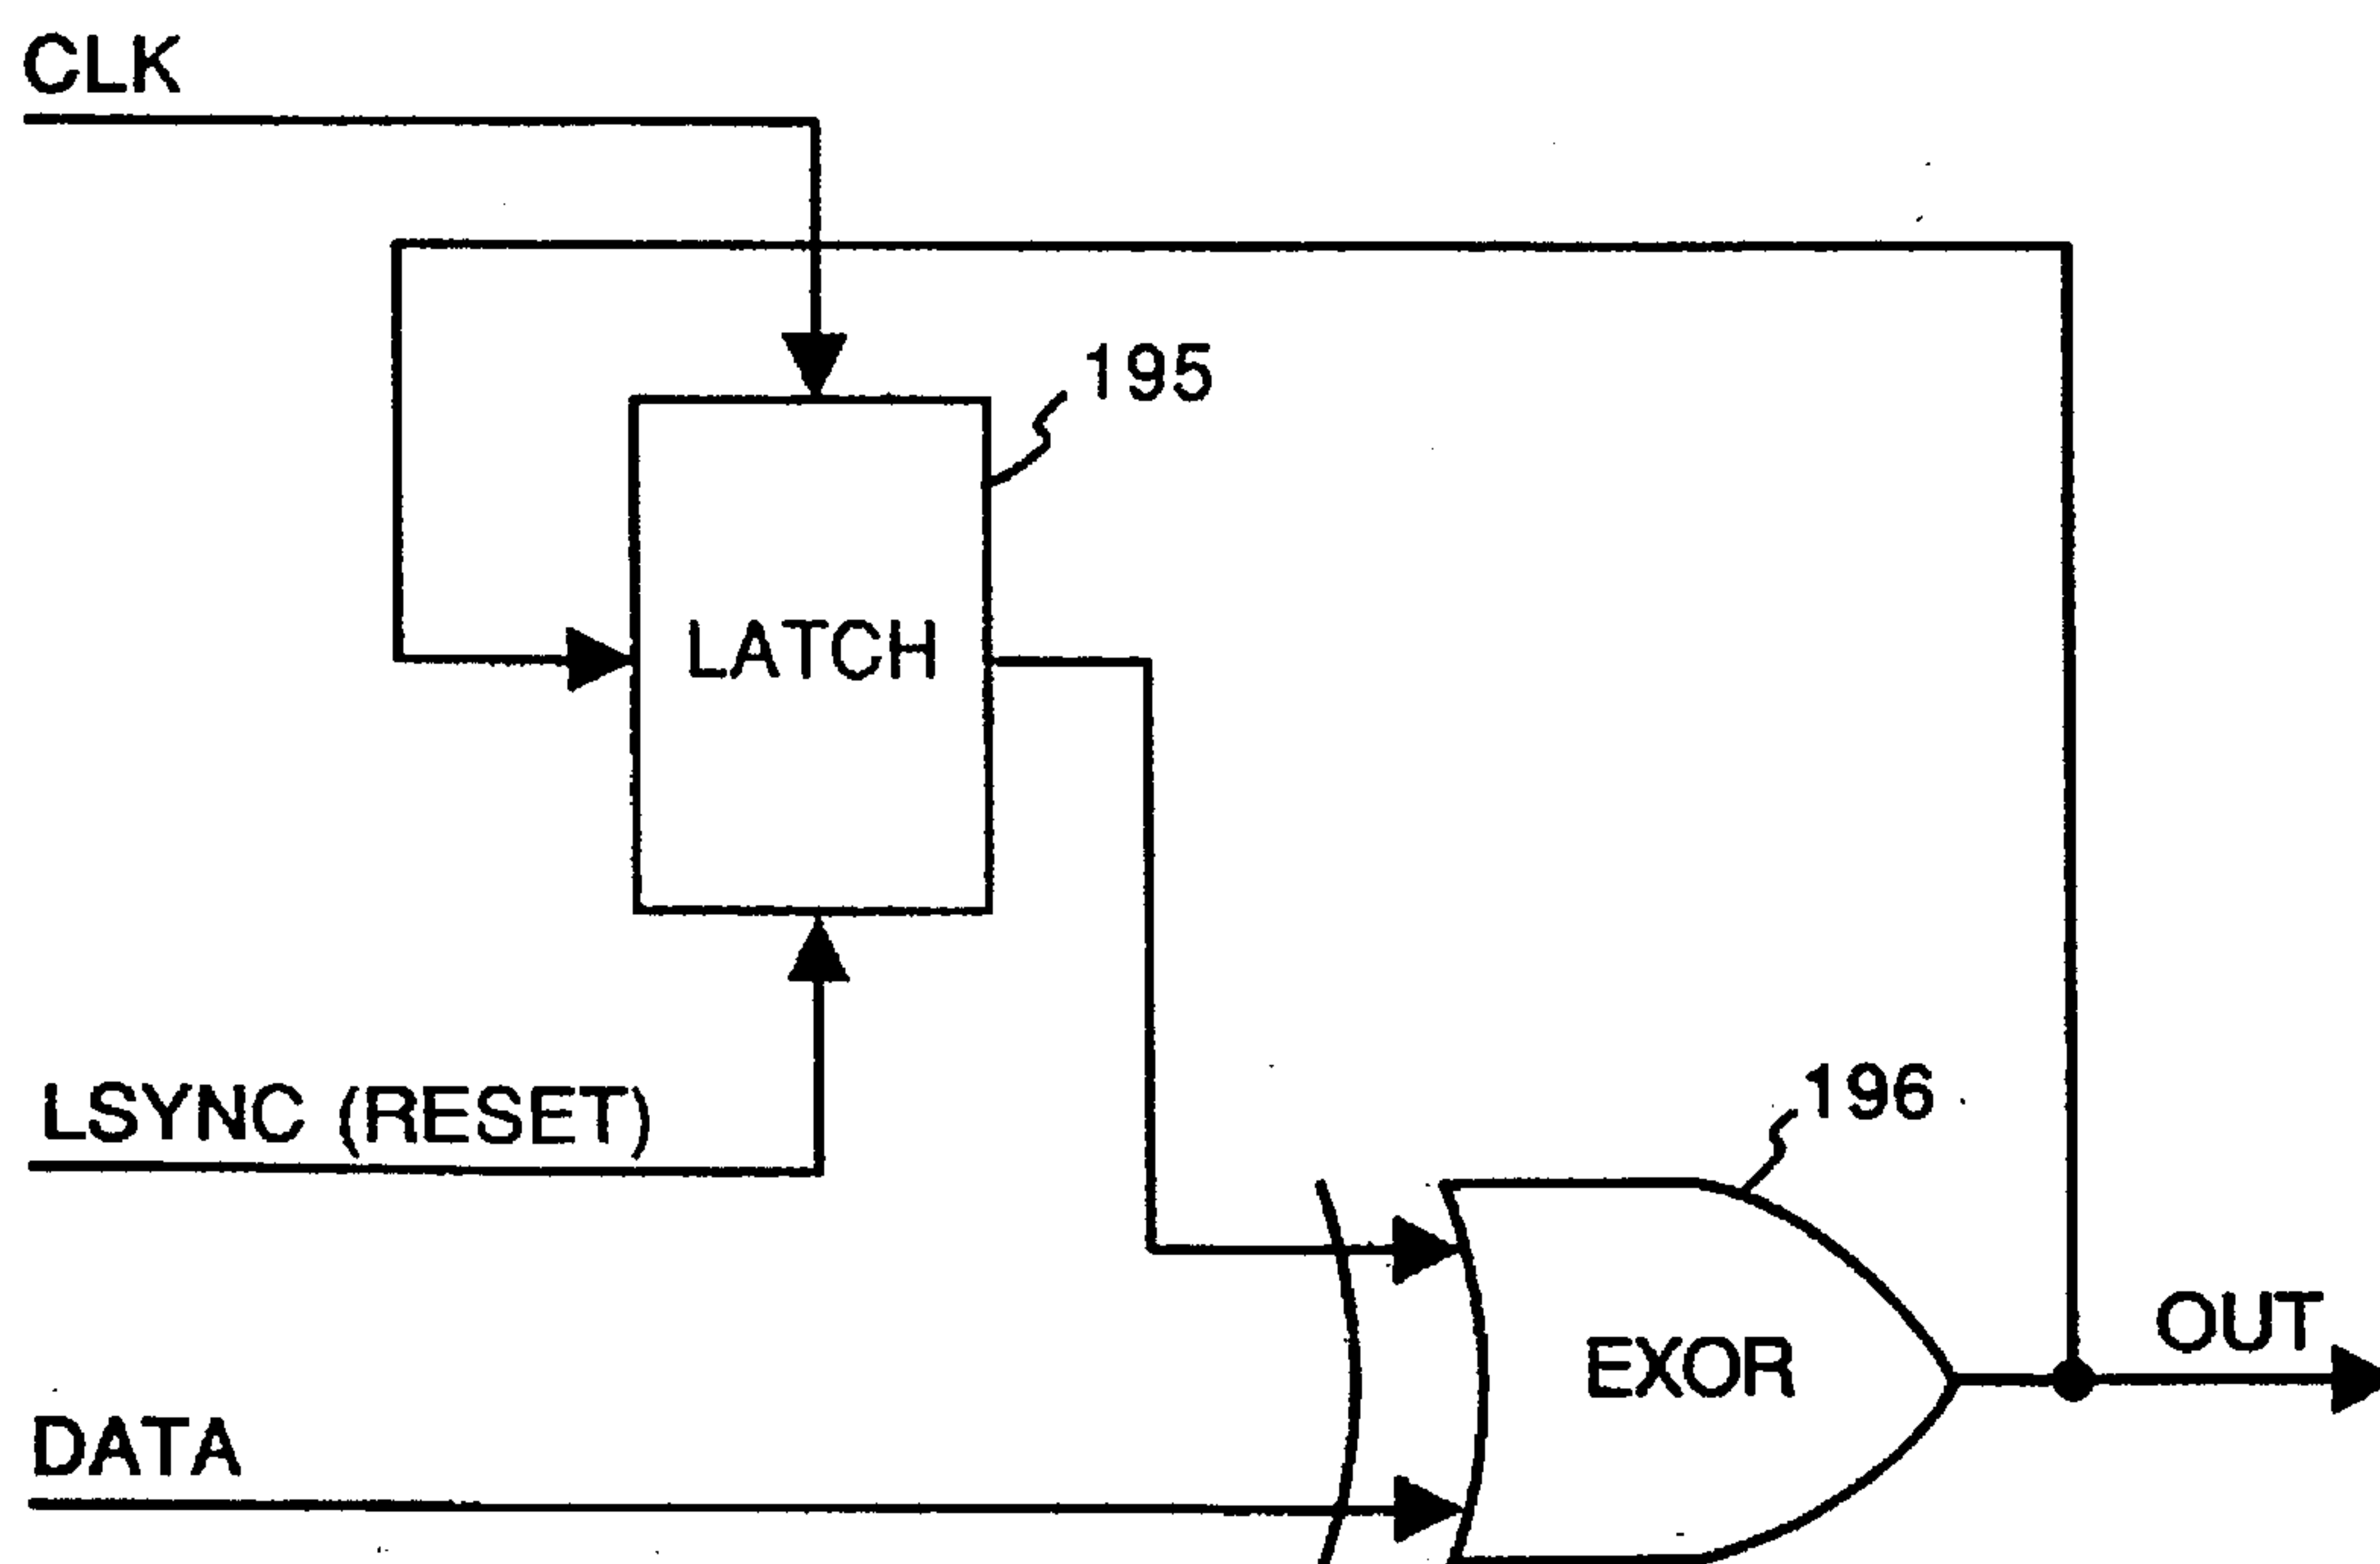 CLK
195
LATCH
LSYNC (RESET)
196
EXOR
OUT
DATA